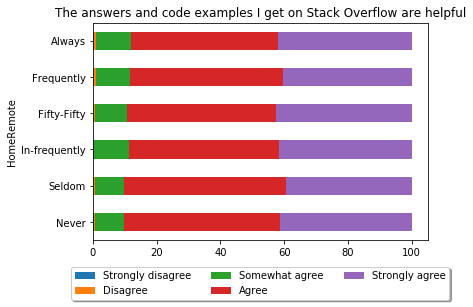 The answers and code examples I get on Stack Overflow are helpful
Always
Frequently
Fifty-Fifty
In-frequently
Seldom
Never
HomeRemote
0 20 40 60 80 100
Strongly disagree Somewhat agree Strongly agree
Disagree Agree